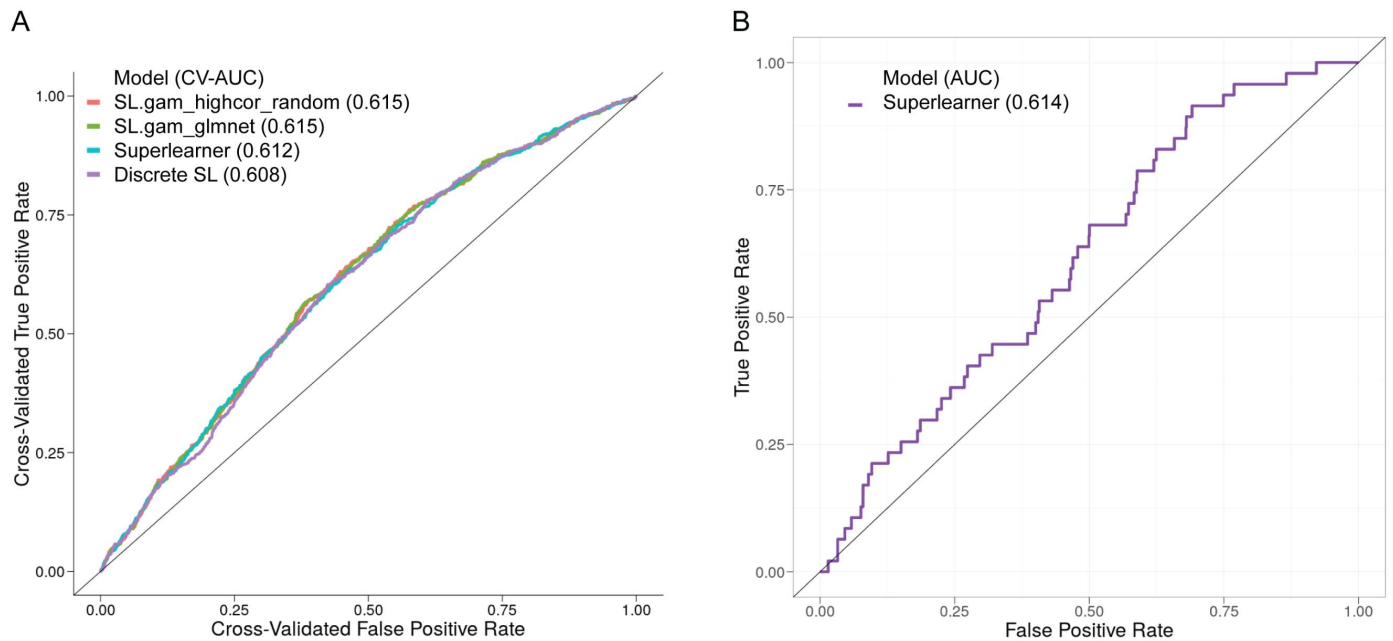 A
Model (CV-AUC)
SL.gam_highcor_random (0.615)
SL.gam_glmnet (0.615)
Superlearner (0.612)
Discrete SL (0.608)
Cross-Validated True Positive Rate
1.00
0.75
0.50
0.25
0.00
0.00 0.25 0.50 0.75 1.00
Cross-Validated False Positive Rate
B
Model (AUC)
Superlearner (0.614)
True Positive Rate
1.00
0.75
0.50
0.25
0.00
0.00 0.25 0.50 0.75 1.00
False Positive Rate